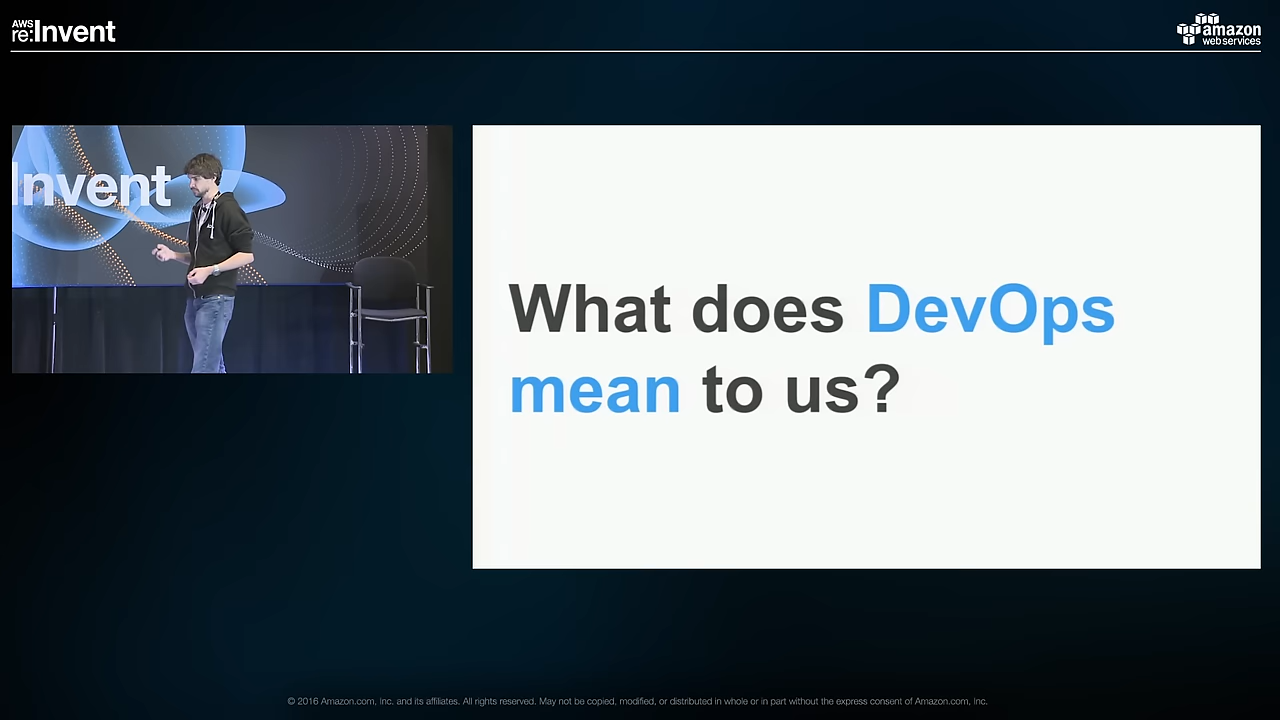 AWS
re:Invent
amazon
webservices
Invent
What does DevOps
mean to us?
© 2016 Amazon.com, Inc. and its affiliates. All rights reserved. May not be copied, modified, or distributed in whole or in part without the express consent of Amazon.com, Inc.